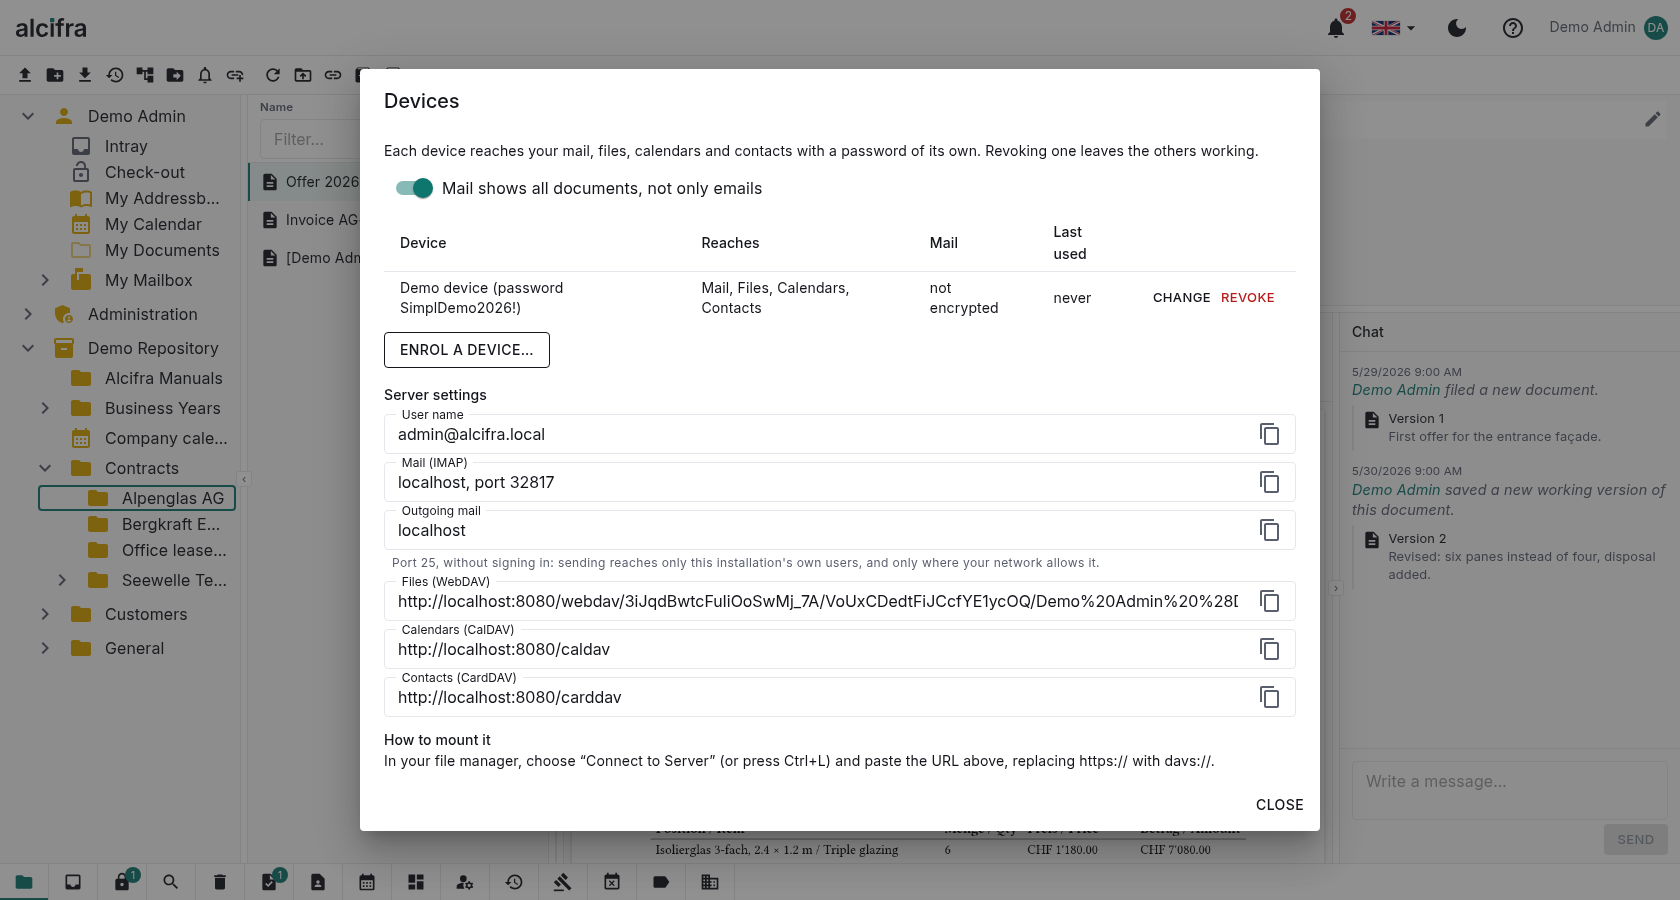 alcifra
2
Demo Admin
DA
Demo Admin
Intray
Check-out
My Addressb...
My Calendar
My Documents
My Mailbox
Administration
Demo Repository
Alcifra Manuals
Business Years
Company cale...
Contracts
Alpenglas AG
Bergkraft E...
Office lease...
Seewelle Te...
Customers
General
Name
Filter...
Offer 2026
Invoice AG
[Demo Adm
Devices
Each device reaches your mail, files, calendars and contacts with a password of its own. Revoking one leaves the others working.
Mail shows all documents, not only emails
Device Reaches Mail Last used
Demo device (password SimplDemo2026!) Mail, Files, Calendars, Contacts not encrypted never CHANGE REVOKE
ENROL A DEVICE...
Server settings
User name
admin@alcifra.local
Mail (IMAP)
localhost, port 32817
Outgoing mail
localhost
Port 25, without signing in: sending reaches only this installation's own users, and only where your network allows it.
Files (WebDAV)
http://localhost:8080/webdav/3iJqdBwtcFuliOoSwMj_7A/VoUxCDedtFiJCcfYE1ycOQ/Demo%20Admin%20%28D
Calendars (CalDAV)
http://localhost:8080/caldav
Contacts (CardDAV)
http://localhost:8080/carddav
How to mount it
In your file manager, choose “Connect to Server” (or press Ctrl+L) and paste the URL above, replacing https:// with davs://.
CLOSE
Chat
5/29/2026 9:00 AM
Demo Admin filed a new document.
Version 1
First offer for the entrance façade.
5/30/2026 9:00 AM
Demo Admin saved a new working version
of this document.
Version 2
Revised: six panes instead of four, disposal
added.
Write a message...
SEND
Isolierglas 3-fach, 2.4 × 1.2 m / Triple glazing 6 CHF 1'180.00 CHF 7'080.00
1
1